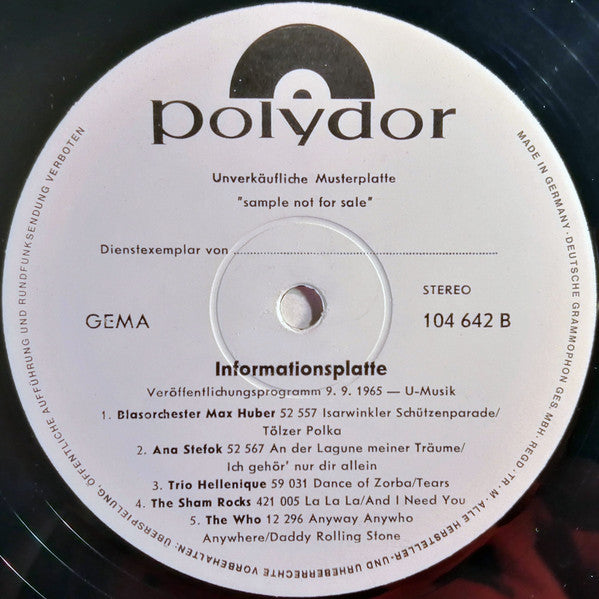 polydor
Unverkäufliche Musterplatte
"sample not for sale"
Dienstexemplar von
GEMA
STEREO
104 642 B
Informationsplatte
Veröffentlichungsprogramm 9. 9. 1965 — U-Musik
1. Blasorchester Max Huber 52 557 Isarwinkler Schützenparade/
Tölzer Polka
2. Ana Stefok 52 567 An der Lagune meiner Träume/
Ich gehör' nur dir allein
3. Trio Hellenique 59 031 Dance of Zorba/Tears
4. The Sham Rocks 421 005 La La La/And I Need You
5. The Who 12 296 Anyway Anywho
Anywhere/Daddy Rolling Stone
MADE IN GERMANY · DEUTSCHE GRAMMOPHON GES. MBH · REGD · TR · M · ALLE HERSTELLER- UND URHEBERRECHTE VORBEHALTEN · ÜBERSPIELUNG, ÖFFENTLICHE AUFFÜHRUNG UND RUNDFUNKSENDUNG VERBOTEN